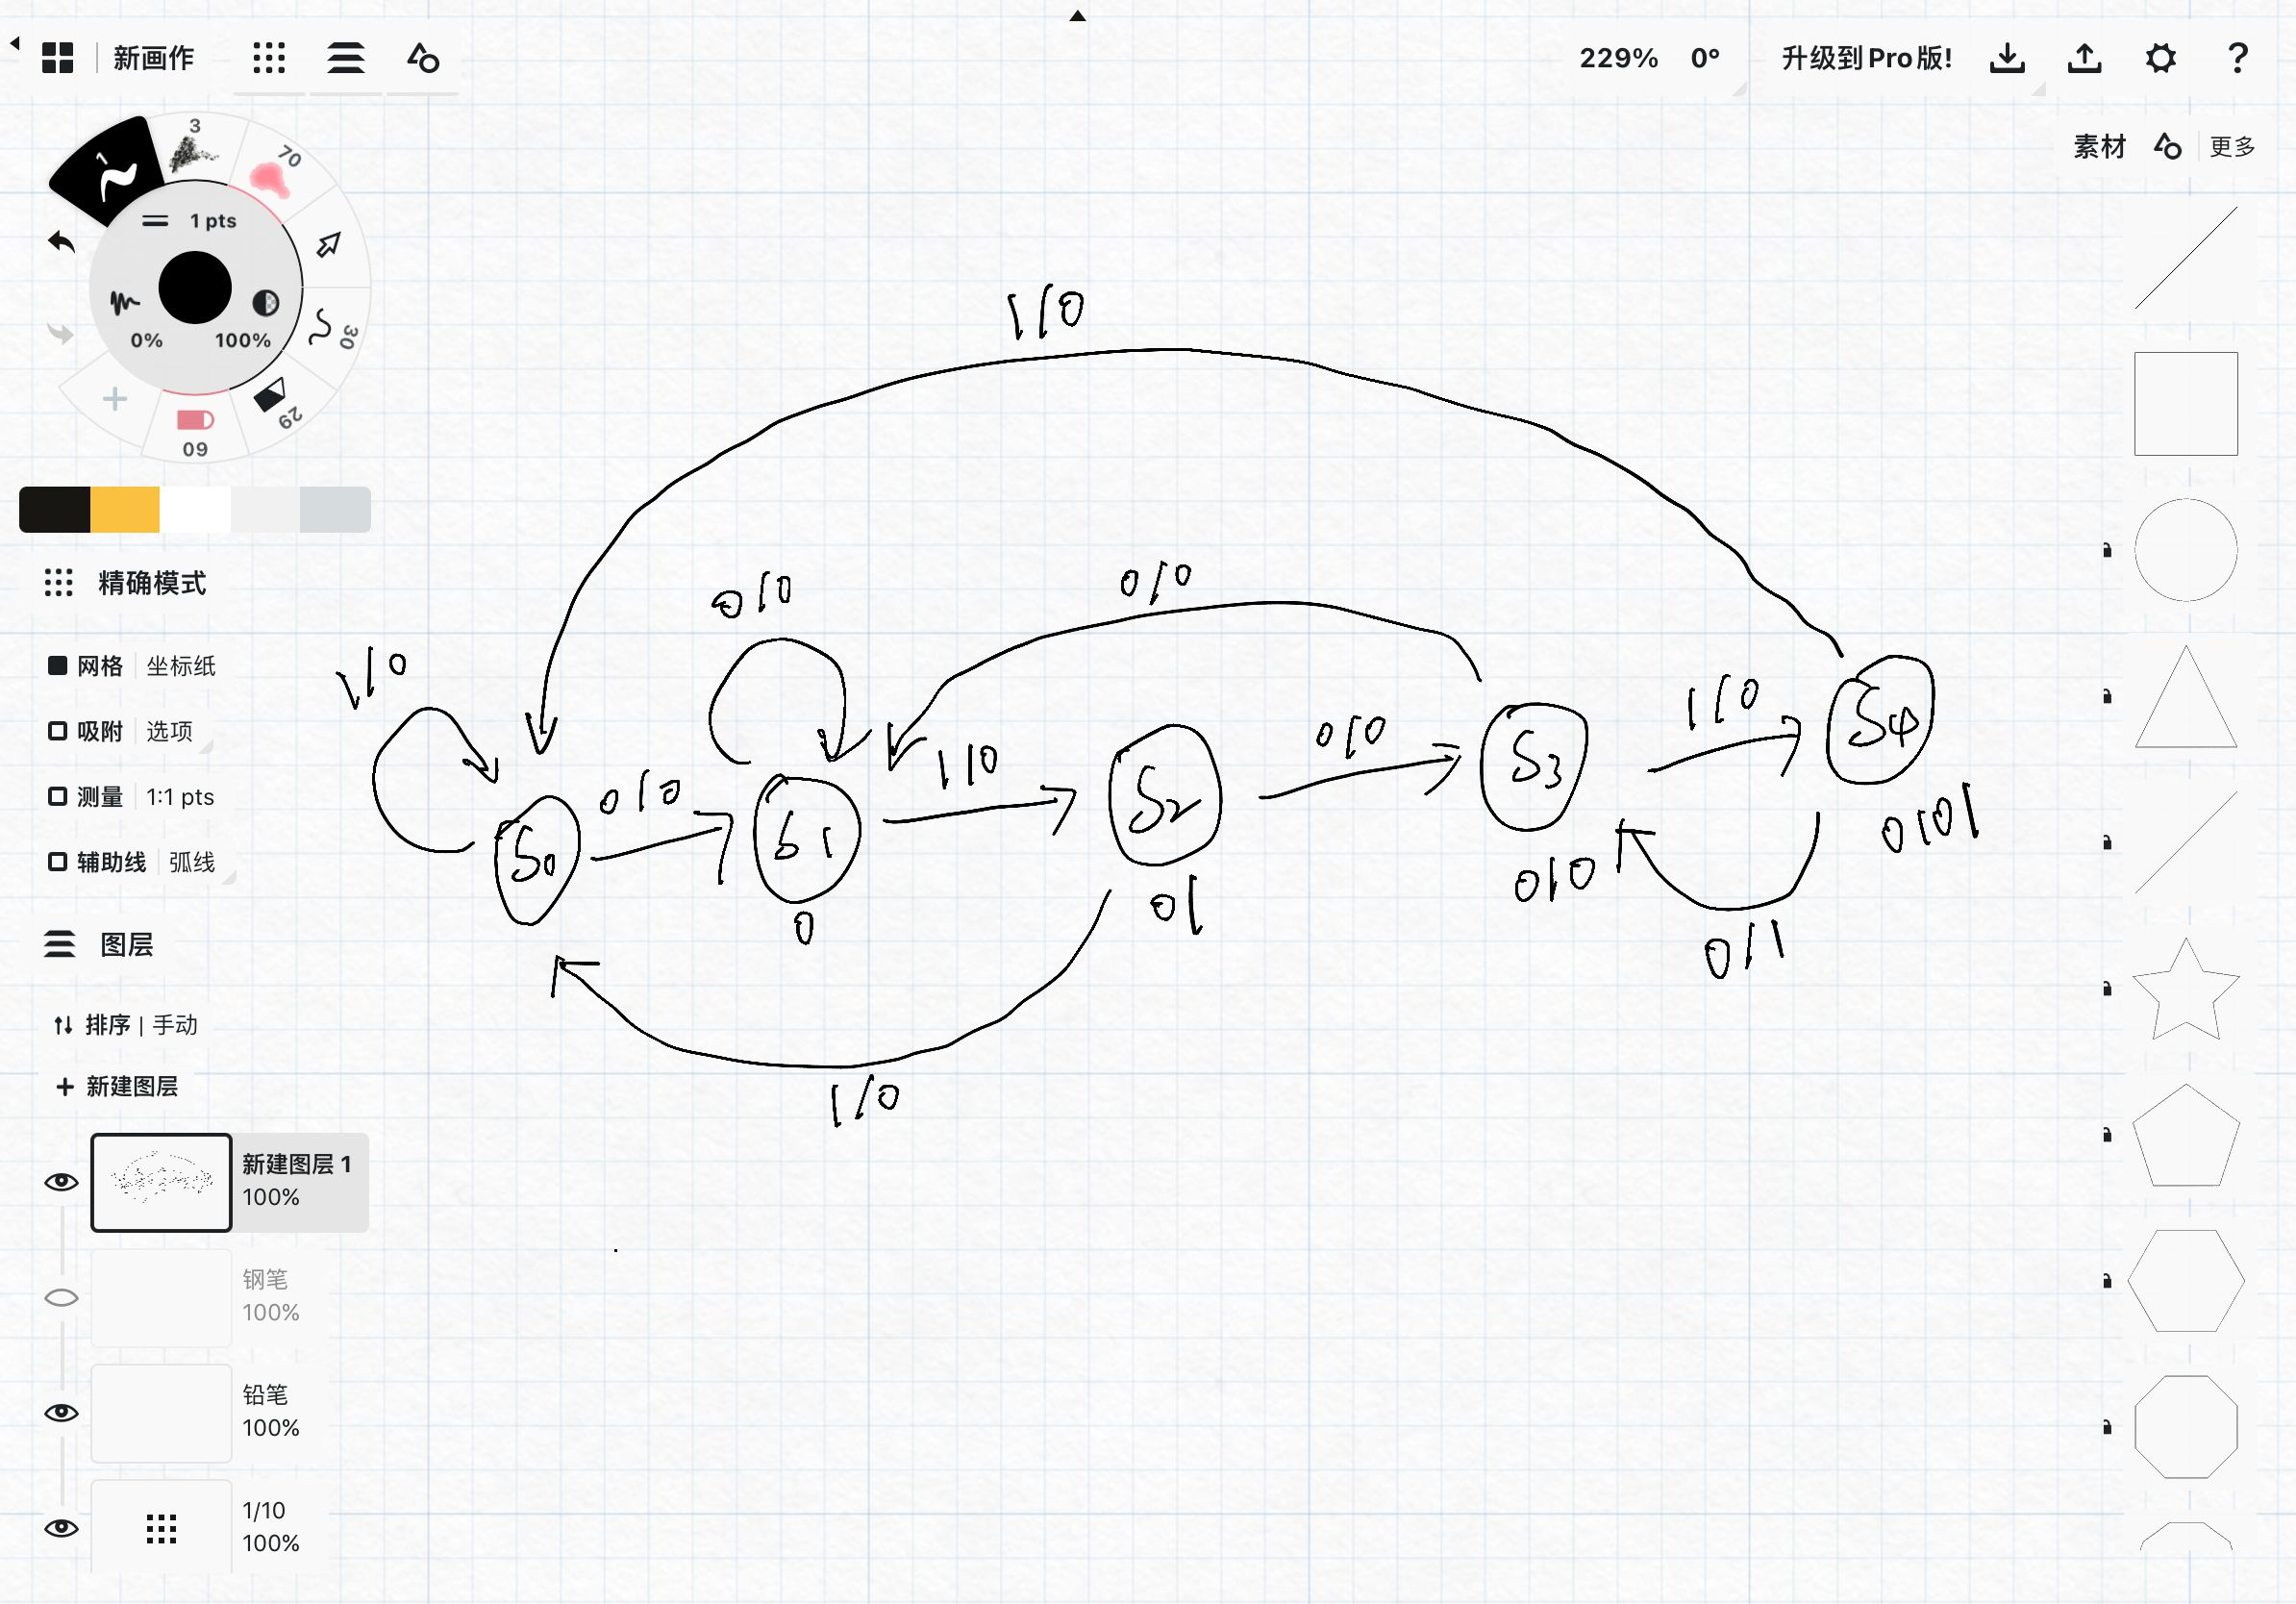 新画作
229% 0° 升级到Pro版! ?
素材 更多
3
1
70
1 pts
30
0% 100%
29
60
精确模式
网格 坐标纸
吸附 选项
测量 1:1 pts
辅助线 弧线
图层
排序 | 手动
+ 新建图层
新建图层 1
100%
钢笔
100%
铅笔
100%
1/10
100%
1/0
0/0
0/0
1/0
0/0
1/0
0/0
1/0
S0
S1
S2
S3
S4
0
01
010
0101
0/1
1/0